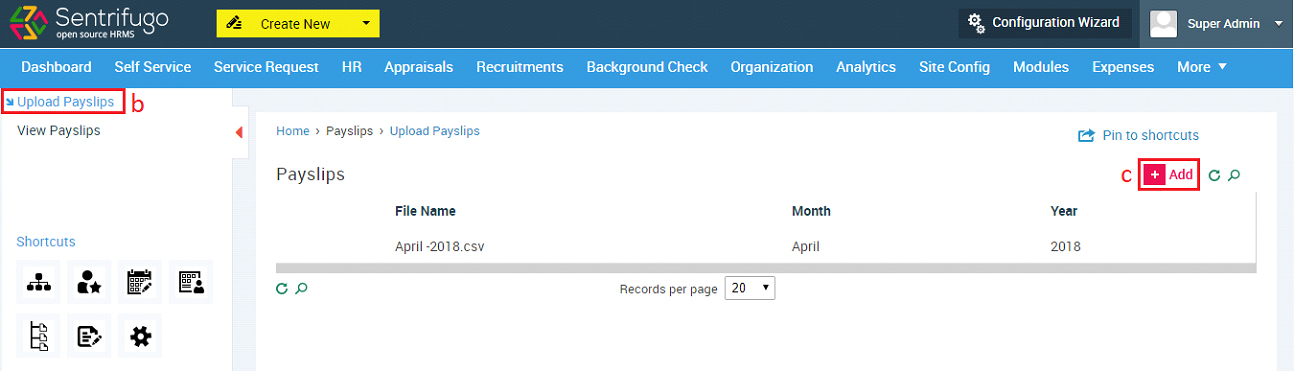 Sentrifugo
open source HRMS
Create New
Configuration Wizard
Super Admin
Dashboard Self Service Service Request HR Appraisals Recruitments Background Check Organization Analytics Site Config Modules Expenses More
Upload Payslips b
View Payslips
Home › Payslips › Upload Payslips
Pin to shortcuts
Payslips
c + Add
File Name Month Year
April -2018.csv April 2018
Records per page 20
Shortcuts